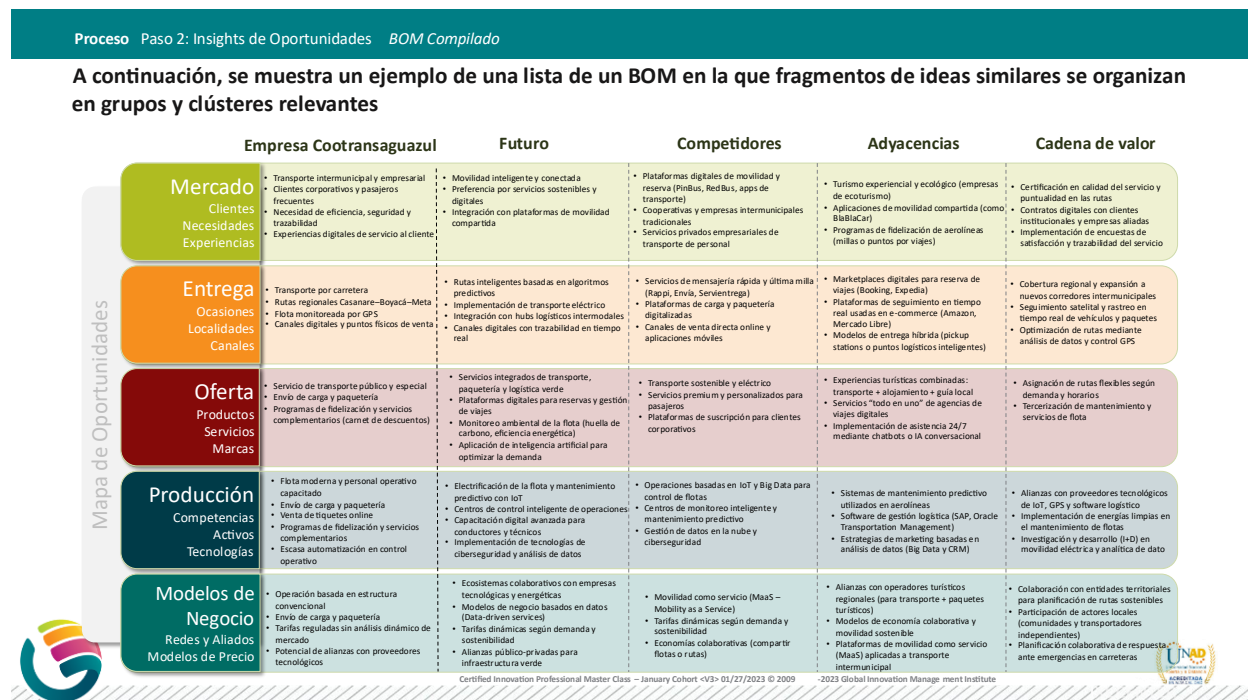 Proceso Paso 2: Insights de Oportunidades BOM Compilado
A continuación, se muestra un ejemplo de una lista de un BOM en la que fragmentos de ideas similares se organizan
en grupos y clústeres relevantes
Empresa Cootransaguazul Futuro Competidores Adyacencias Cadena de valor
Mapa de Oportunidades
Mercado
Clientes
Necesidades
Experiencias
• Transporte intermunicipal y empresarial
• Clientes corporativos y pasajeros
frecuentes
• Necesidad de eficiencia, seguridad y
trazabilidad
• Experiencias digitales de servicio al cliente
• Movilidad inteligente y conectada
• Preferencia por servicios sostenibles y
digitales
• Integración con plataformas de movilidad
compartida
• Plataformas digitales de movilidad y
reserva (PinBus, RedBus, apps de
transporte)
• Cooperativas y empresas intermunicipales
tradicionales
• Servicios privados empresariales de
transporte de personal
• Turismo experiencial y ecológico (empresas
de ecoturismo)
• Aplicaciones de movilidad compartida (como
BlaBlaCar)
• Programas de fidelización de aerolíneas
(millas o puntos por viajes)
• Certificación en calidad del servicio y
puntualidad en las rutas
• Contratos digitales con clientes
institucionales y empresas aliadas
• Implementación de encuestas de
satisfacción y trazabilidad del servicio
Entrega
Ocasiones
Localidades
Canales
• Transporte por carretera
• Rutas regionales Casanare–Boyacá–Meta
• Flota monitoreada por GPS
• Canales digitales y puntos físicos de venta
• Rutas inteligentes basadas en algoritmos
predictivos
• Implementación de transporte eléctrico
• Integración con hubs logísticos intermodales
• Canales digitales con trazabilidad en tiempo
real
• Servicios de mensajería rápida y última milla
(Rappi, Envía, Servientrega)
• Plataformas de carga y paquetería
digitalizadas
• Canales de venta directa online y
aplicaciones móviles
• Marketplaces digitales para reserva de
viajes (Booking, Expedia)
• Plataformas de seguimiento en tiempo
real usadas en e-commerce (Amazon,
Mercado Libre)
• Modelos de entrega híbrida (pickup
stations o puntos logísticos inteligentes)
• Cobertura regional y expansión a
nuevos corredores intermunicipales
• Seguimiento satelital y rastreo en
tiempo real de vehículos y paquetes
• Optimización de rutas mediante
análisis de datos y control GPS
Oferta
Productos
Servicios
Marcas
• Servicio de transporte público y especial
• Envío de carga y paquetería
• Programas de fidelización y servicios
complementarios (carnet de descuentos)
• Servicios integrados de transporte,
paquetería y logística verde
• Plataformas digitales para reservas y gestión
de viajes
• Monitoreo ambiental de la flota (huella de
carbono, eficiencia energética)
• Aplicación de inteligencia artificial para
optimizar la demanda
• Transporte sostenible y eléctrico
• Servicios premium y personalizados para
pasajeros
• Plataformas de suscripción para clientes
corporativos
• Experiencias turísticas combinadas:
transporte + alojamiento + guía local
• Servicios “todo en uno” de agencias de
viajes digitales
• Implementación de asistencia 24/7
mediante chatbots o IA conversacional
• Asignación de rutas flexibles según
demanda y horarios
• Tercerización de mantenimiento y
servicios de flota
Producción
Competencias
Activos
Tecnologías
• Flota moderna y personal operativo
capacitado
• Envío de carga y paquetería
• Venta de tiquetes online
• Programas de fidelización y servicios
complementarios
• Escasa automatización en control
operativo
• Electrificación de la flota y mantenimiento
predictivo con IoT
• Centros de control inteligente de operaciones
• Capacitación digital avanzada para
conductores y técnicos
• Implementación de tecnologías de
ciberseguridad y análisis de datos
• Operaciones basadas en IoT y Big Data para
control de flotas
• Centros de monitoreo inteligente y
mantenimiento predictivo
• Gestión de datos en la nube y
ciberseguridad
• Sistemas de mantenimiento predictivo
utilizados en aerolíneas
• Software de gestión logística (SAP, Oracle
Transportation Management)
• Estrategias de marketing basadas en
análisis de datos (Big Data y CRM)
• Alianzas con proveedores tecnológicos
de IoT, GPS y software logístico
• Implementación de energías limpias en
el mantenimiento de flotas
• Investigación y desarrollo (I+D) en
movilidad eléctrica y analítica de dato
Modelos de
Negocio
Redes y Aliados
Modelos de Precio
• Operación basada en estructura
convencional
• Envío de carga y paquetería
• Tarifas reguladas sin análisis dinámico de
mercado
• Potencial de alianzas con proveedores
tecnológicos
• Ecosistemas colaborativos con empresas
tecnológicas y energéticas
• Modelos de negocio basados en datos
(Data-driven services)
• Tarifas dinámicas según demanda y
sostenibilidad
• Alianzas público-privadas para
infraestructura verde
• Movilidad como servicio (MaaS –
Mobility as a Service)
• Tarifas dinámicas según demanda y
sostenibilidad
• Economías colaborativas (compartir
flotas o rutas)
• Alianzas con operadores turísticos
regionales (para transporte + paquetes
turísticos)
• Modelos de economía colaborativa y
movilidad sostenible
• Plataformas de movilidad como servicio
(MaaS) aplicadas a transporte
intermunicipal
• Colaboración con entidades territoriales
para planificación de rutas sostenibles
• Participación de actores locales
(comunidades y transportadores
independientes)
• Planificación colaborativa de respuesta
ante emergencias en carreteras
UNAD
ACREDITADA
Certified Innovation Professional Master Class – January Cohort <V3> 01/27/2023 © 2009 -2023 Global Innovation Manage ment Institute